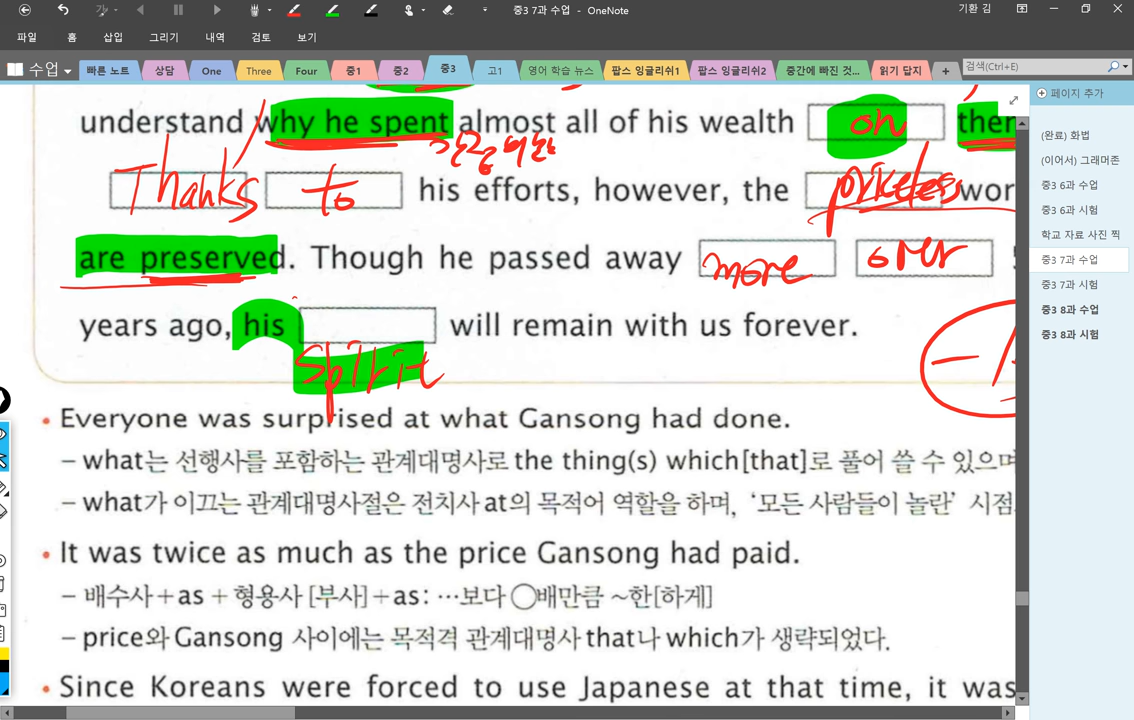 중3 7과 수업 - OneNote
기환 김
파일 홈 삽입 그리기 내역 검토 보기
수업 빠른 노트 상담 One Three Four 중1 중2 중3 고1 영어 학습 뉴스 팝스 잉글리쉬1 팝스 잉글리쉬2 중간에 빠진 것... 읽기 답지 + 검색(Ctrl+E)
페이지 추가
(완료) 화법
(이어서) 그래머존
중3 6과 수업
중3 6과 시험
학교 자료 사진 찍
중3 7과 수업
중3 7과 시험
중3 8과 수업
중3 8과 시험
understand why he spent almost all of his wealth on them
Thanks to his efforts, however, the priceless wor
are preserved. Though he passed away more over
years ago, his will remain with us forever.
spirit
• Everyone was surprised at what Gansong had done.
– what는 선행사를 포함하는 관계대명사로 the thing(s) which[that]로 풀어 쓸 수 있으며
– what가 이끄는 관계대명사절은 전치사 at의 목적어 역할을 하며, ‘모든 사람들이 놀란’ 시점
• It was twice as much as the price Gansong had paid.
– 배수사+as+형용사[부사]+as: …보다 ◯배만큼 ~한[하게]
– price와 Gansong 사이에는 목적격 관계대명사 that나 which가 생략되었다.
• Since Koreans were forced to use Japanese at that time, it was